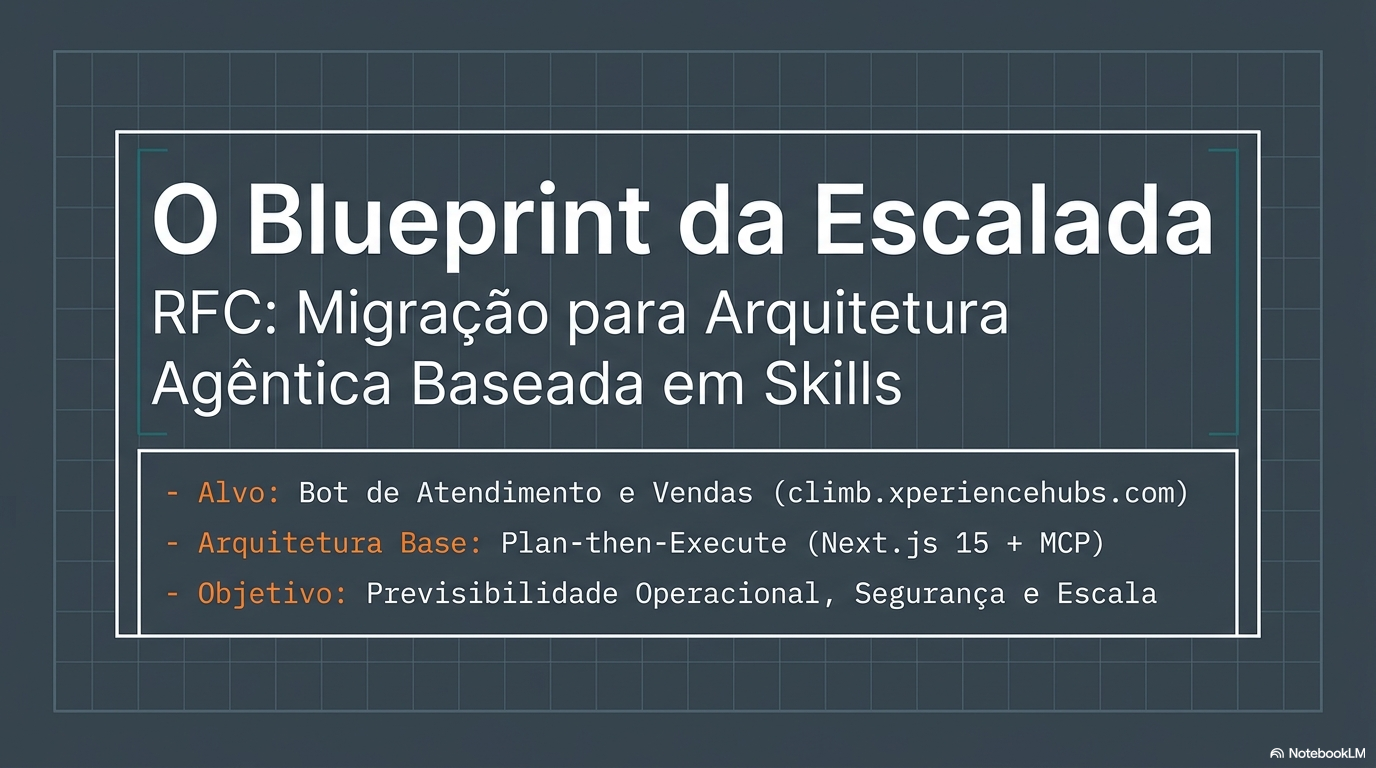 O Blueprint da Escalada
RFC: Migração para Arquitetura
Agêntica Baseada em Skills
- Alvo: Bot de Atendimento e Vendas (climb.xperiencehubs.com)
- Arquitetura Base: Plan-then-Execute (Next.js 15 + MCP)
- Objetivo: Previsibilidade Operacional, Segurança e Escala
NotebookLM